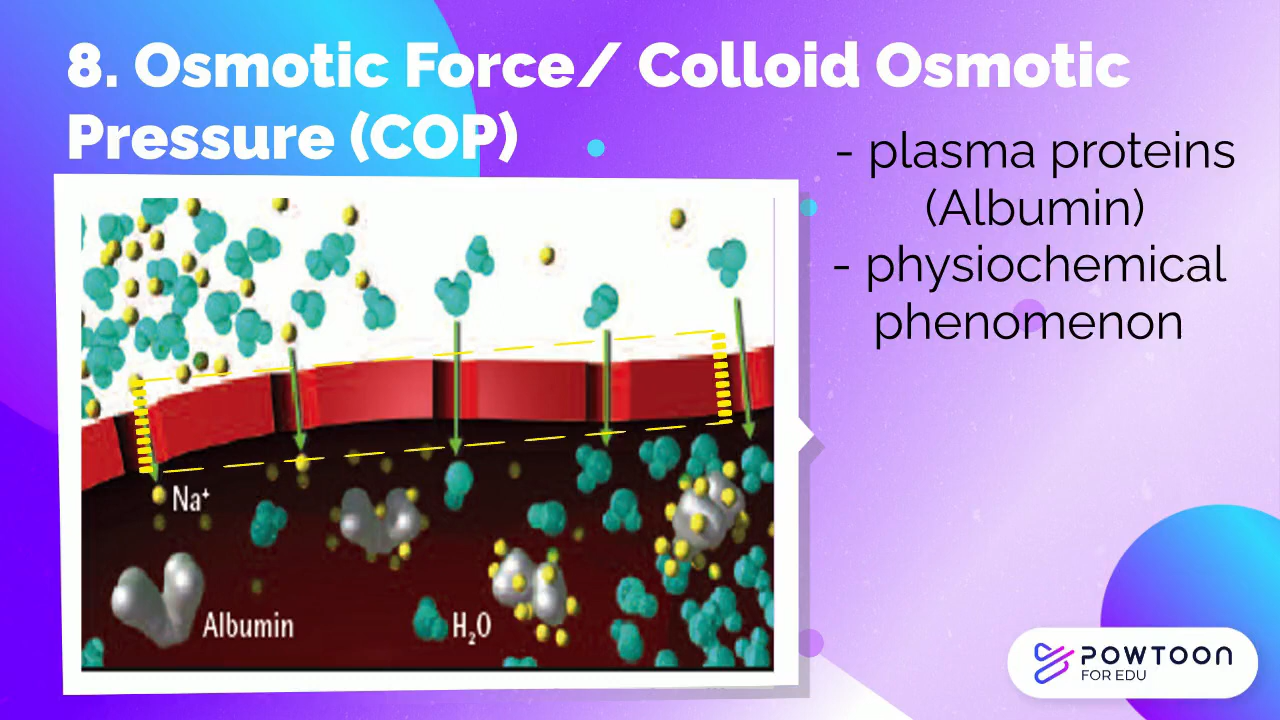 8. Osmotic Force/ Colloid Osmotic
Pressure (COP)
- plasma proteins
(Albumin)
- physiochemical
phenomenon
Na⁺
Albumin
H₂O
POWTOON
FOR EDU